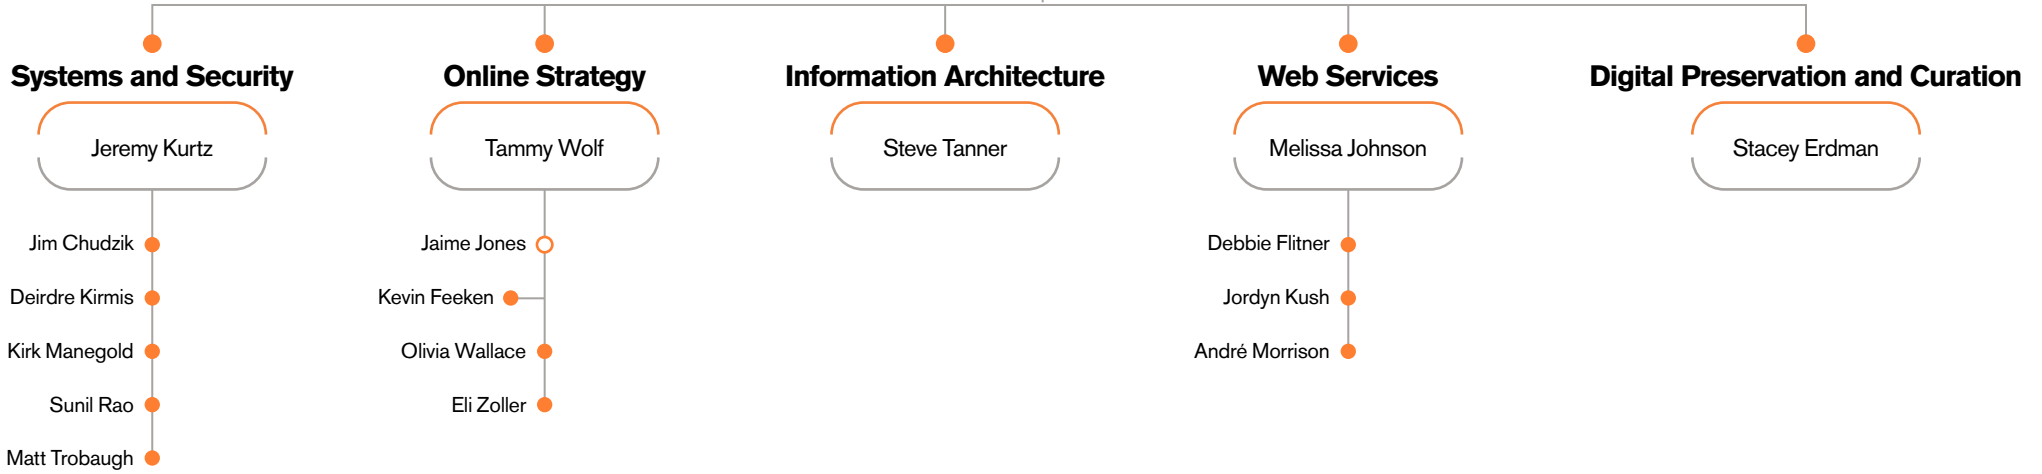 Systems and Security
Jeremy Kurtz
Jim Chudzik
Deirdre Kirmis
Kirk Manegold
Sunil Rao
Matt Trobaugh
Online Strategy
Tammy Wolf
Jaime Jones
Kevin Feeken
Olivia Wallace
Eli Zoller
Information Architecture
Steve Tanner
Web Services
Melissa Johnson
Debbie Flitner
Jordyn Kush
André Morrison
Digital Preservation and Curation
Stacey Erdman